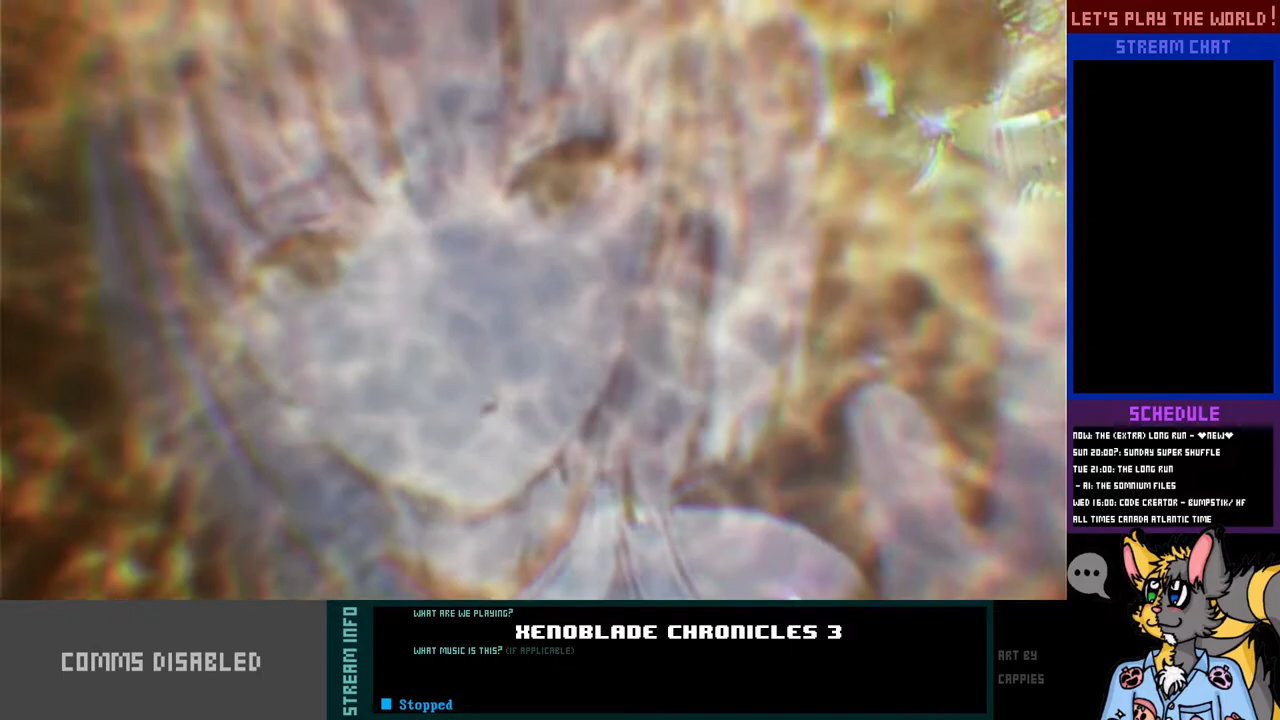 LET'S PLAY THE WORLD!
STREAM CHAT
SCHEDULE
NOW: THE (EXTRA) LONG RUN - ♥NEW♥
SUN 20:00?: SUNDAY SUPER SHUFFLE
TUE 21:00: THE LONG RUN
- AI: THE SOMNIUM FILES
WED 16:00: CODE CREATOR - BUMPSTIK/ HF
ALL TIMES CANADA ATLANTIC TIME
COMMS DISABLED
STREAM INFO
WHAT ARE WE PLAYING?
XENOBLADE CHRONICLES 3
WHAT MUSIC IS THIS? (IF APPLICABLE)
Stopped
ART BY
CAPPIES